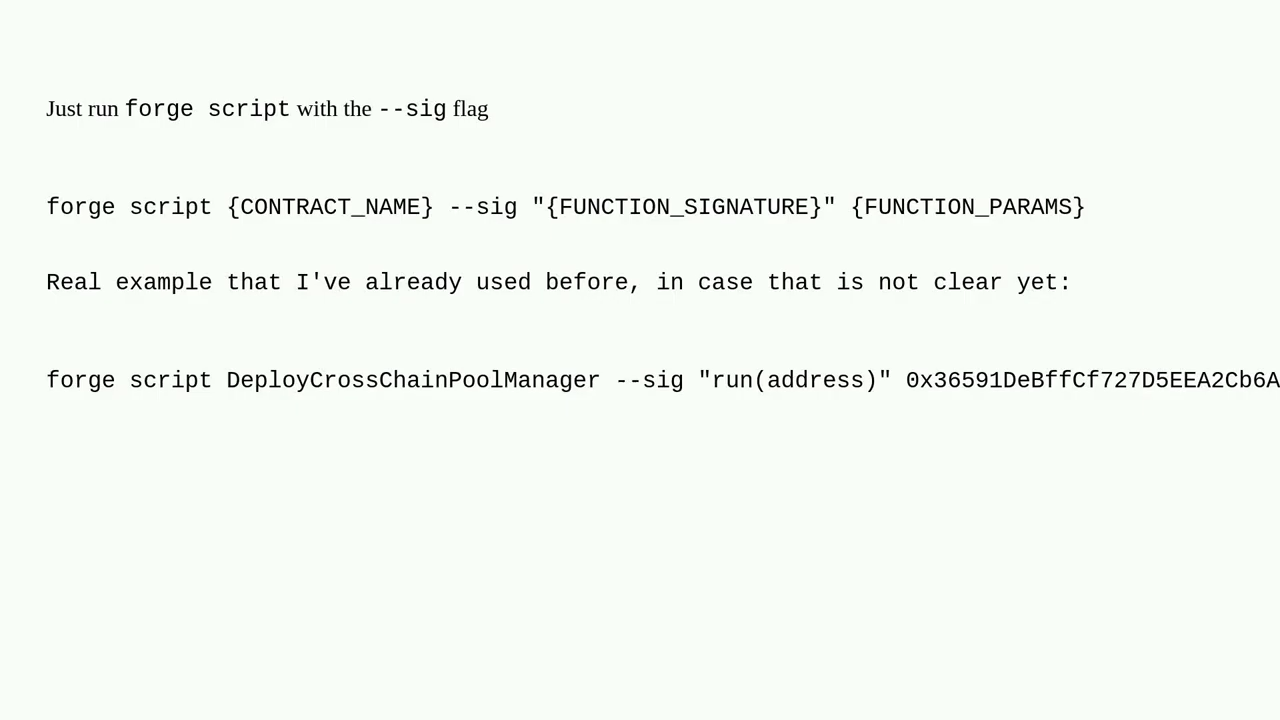 Just run forge script with the --sig flag
forge script {CONTRACT_NAME} --sig "{FUNCTION_SIGNATURE}" {FUNCTION_PARAMS}
Real example that I've already used before, in case that is not clear yet:
forge script DeployCrossChainPoolManager --sig "run(address)" 0x36591DeBffCf727D5EEA2Cb6A